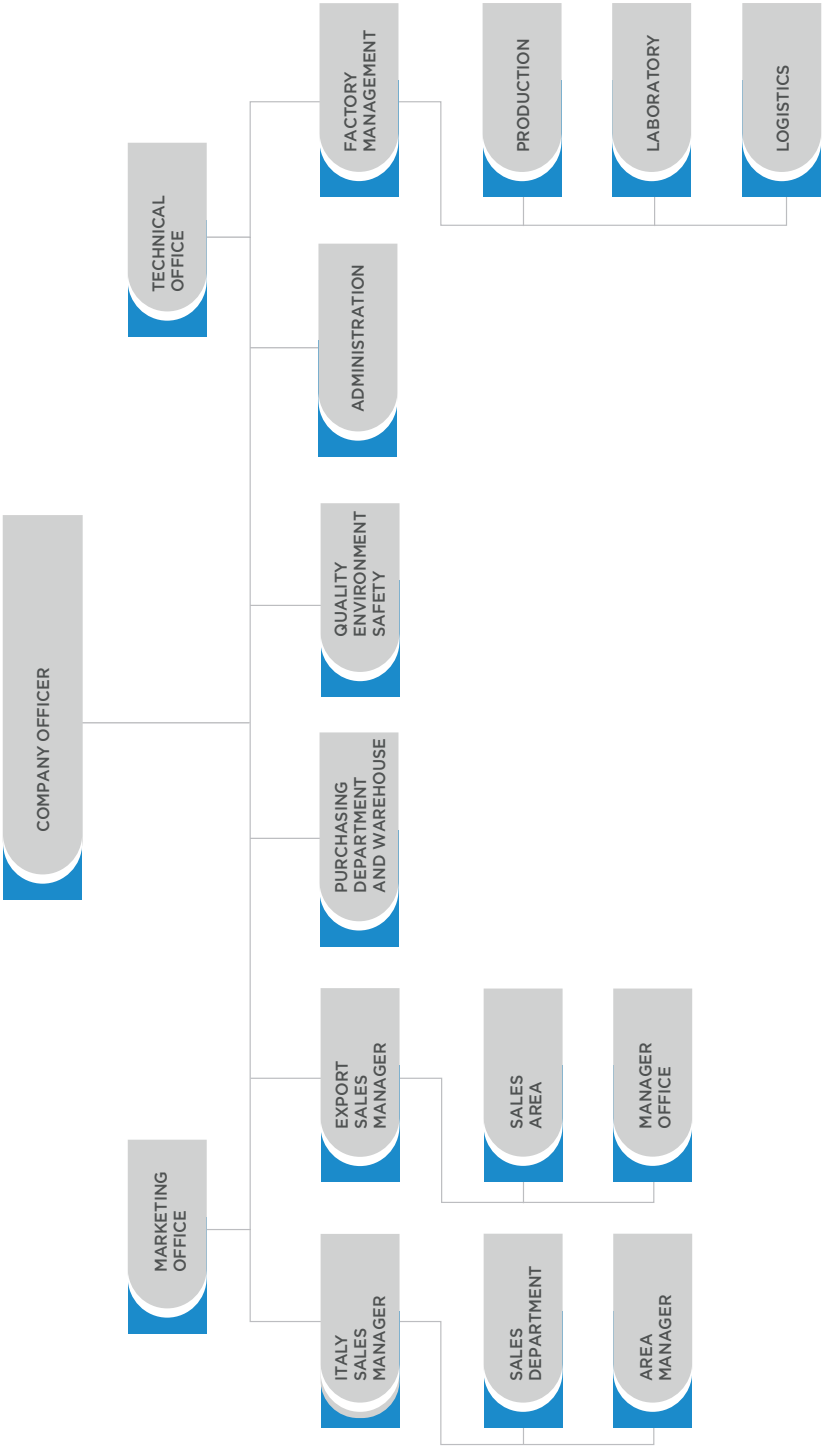 COMPANY OFFICER
MARKETING
OFFICE
TECHNICAL
OFFICE
ITALY
SALES
MANAGER
EXPORT
SALES
MANAGER
PURCHASING
DEPARTMENT
AND WAREHOUSE
QUALITY
ENVIRONMENT
SAFETY
ADMINISTRATION
FACTORY
MANAGEMENT
SALES
DEPARTMENT
AREA
MANAGER
SALES
AREA
MANAGER
OFFICE
PRODUCTION
LABORATORY
LOGISTICS